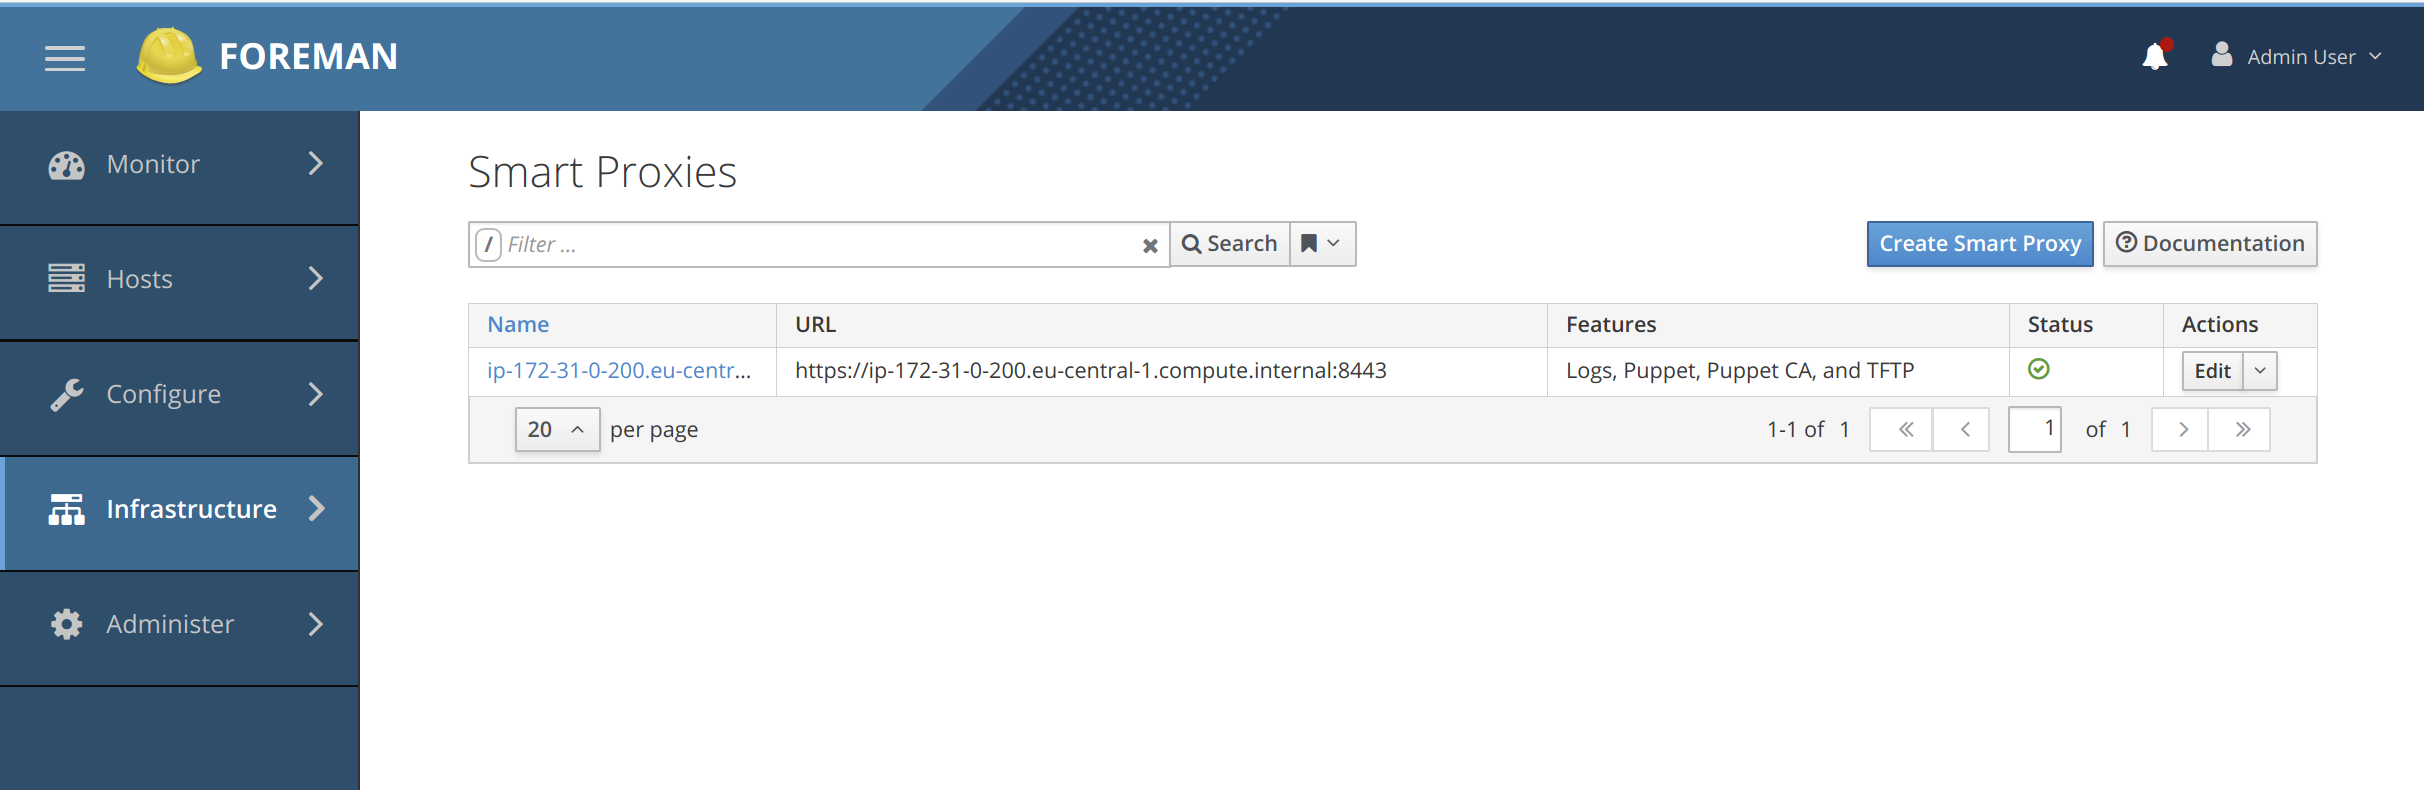 FOREMAN
Admin User
Monitor
Hosts
Configure
Infrastructure
Administer
Smart Proxies
/ Filter ... Search
Create Smart Proxy Documentation
Name URL Features Status Actions
ip-172-31-0-200.eu-centr... https://ip-172-31-0-200.eu-central-1.compute.internal:8443 Logs, Puppet, Puppet CA, and TFTP Edit
20 per page 1-1 of 1 « < 1 of 1 > »